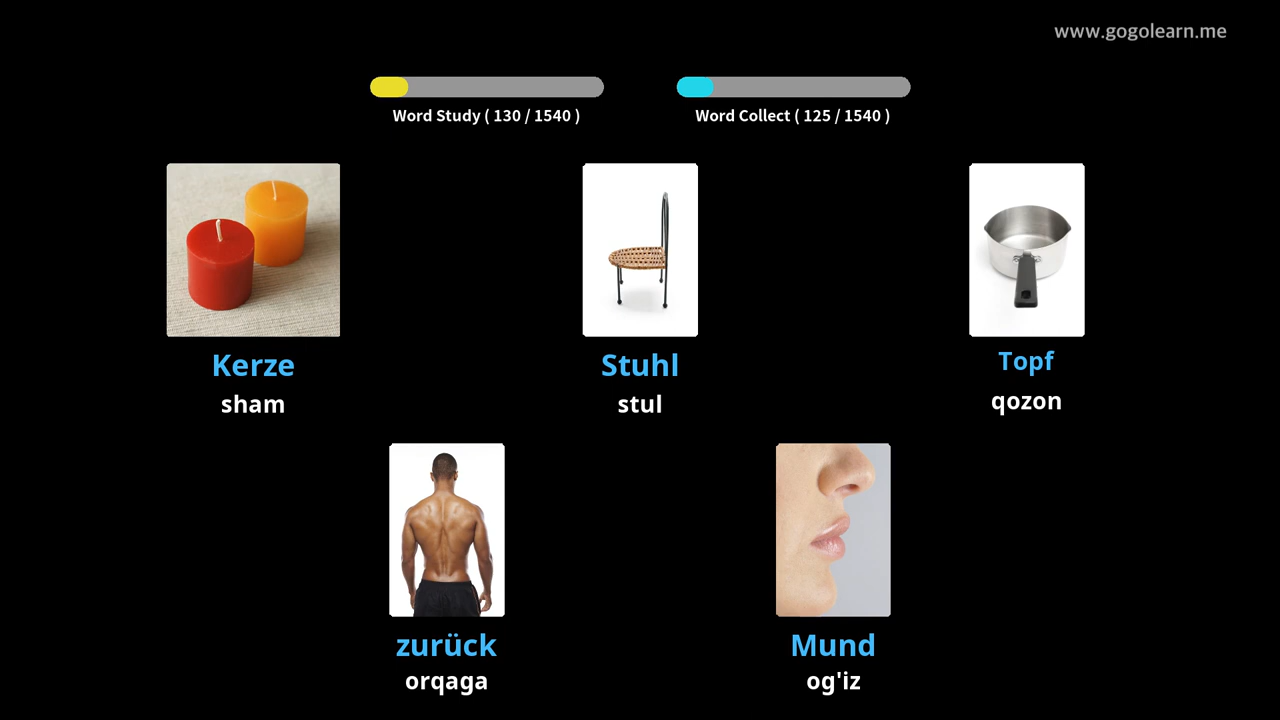 www.gogolearn.me
Word Study ( 130 / 1540 )
Word Collect ( 125 / 1540 )
Kerze
sham
Stuhl
stul
Topf
qozon
zurück
orqaga
Mund
og'iz